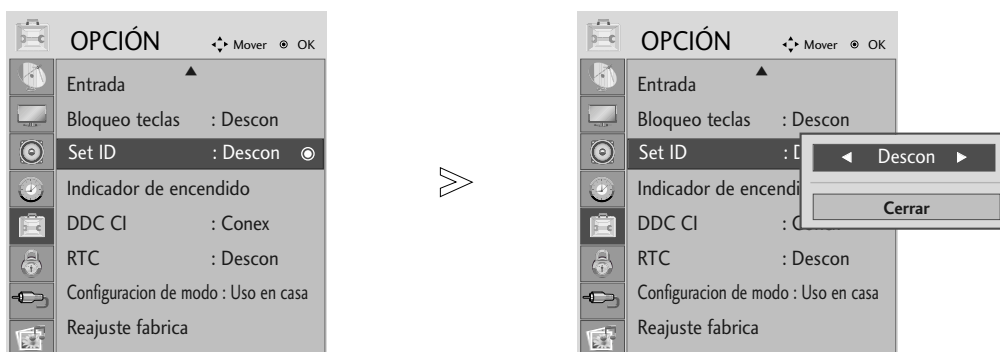 OPCIÓN Mover OK
Entrada
Bloqueo teclas : Descon
Set ID : Descon
Indicador de encendido
DDC CI : Conex
RTC : Descon
Configuracion de modo : Uso en casa
Reajuste fabrica
OPCIÓN Mover OK
Entrada
Bloqueo teclas : Descon
Set ID : D
Descon
Indicador de encendi
Cerrar
DDC CI : Conex
RTC : Descon
Configuracion de modo : Uso en casa
Reajuste fabrica